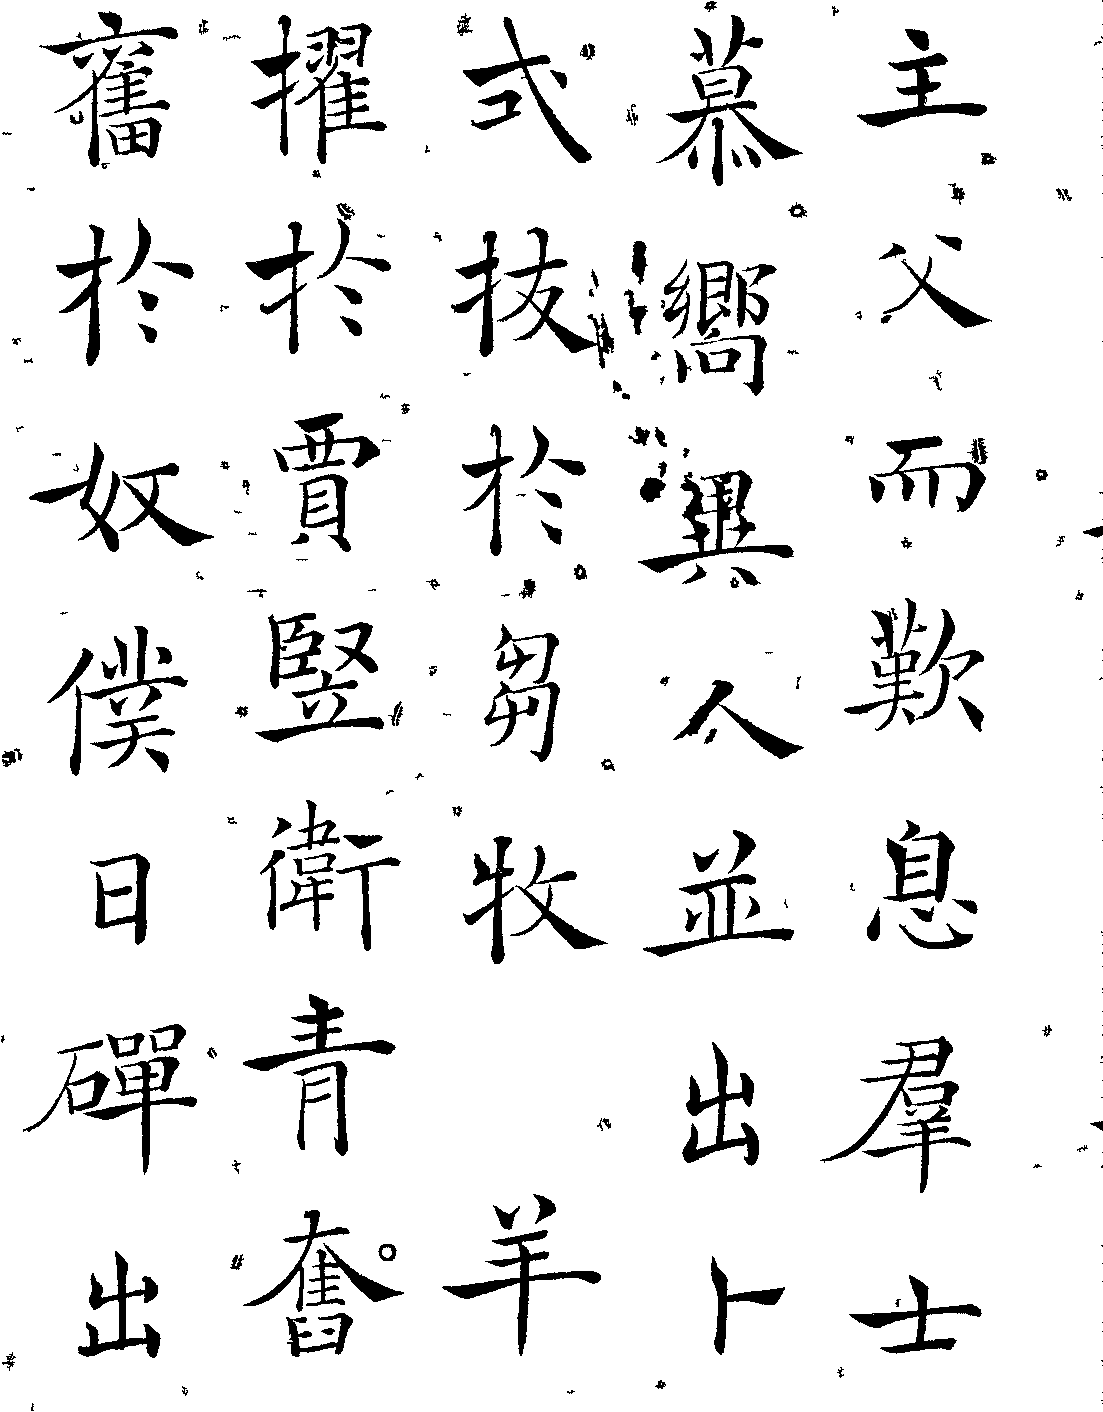 主父而歎息羣士
慕嚮異人並出卜
式拔於芻牧羊
擢於賈豎衛青奮
奮於奴僕日磾出